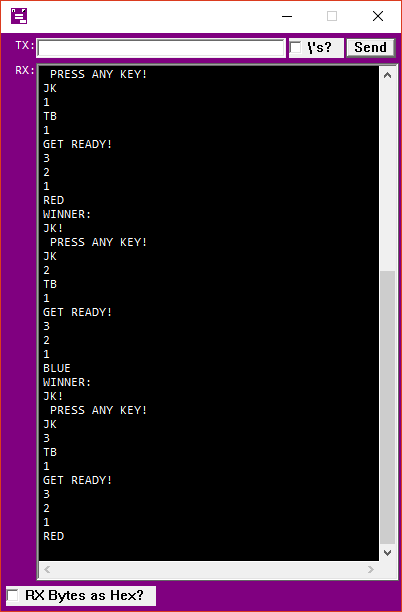 TX:
\'s?
Send
RX:
PRESS ANY KEY!
JK
1
TB
1
GET READY!
3
2
1
RED
WINNER:
JK!
PRESS ANY KEY!
JK
2
TB
1
GET READY!
3
2
1
BLUE
WINNER:
JK!
PRESS ANY KEY!
JK
3
TB
1
GET READY!
3
2
1
RED
RX Bytes as Hex?